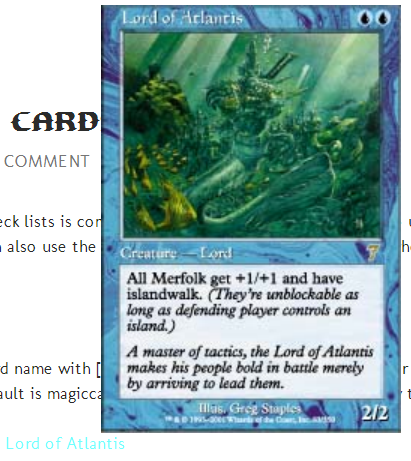 Lord of Atlantis
CARD
COMMENT
eck lists is
also use the
Creature — Lord
All Merfolk get +1/+1 and have
islandwalk. (They're unblockable as
long as defending player controls an
island.)
A master of tactics, the Lord of Atlantis
makes his people bold in battle merely
by arriving to lead them.
d name with [
ault is
Illus. Greg Staples
2/2
Lord of Atlantis